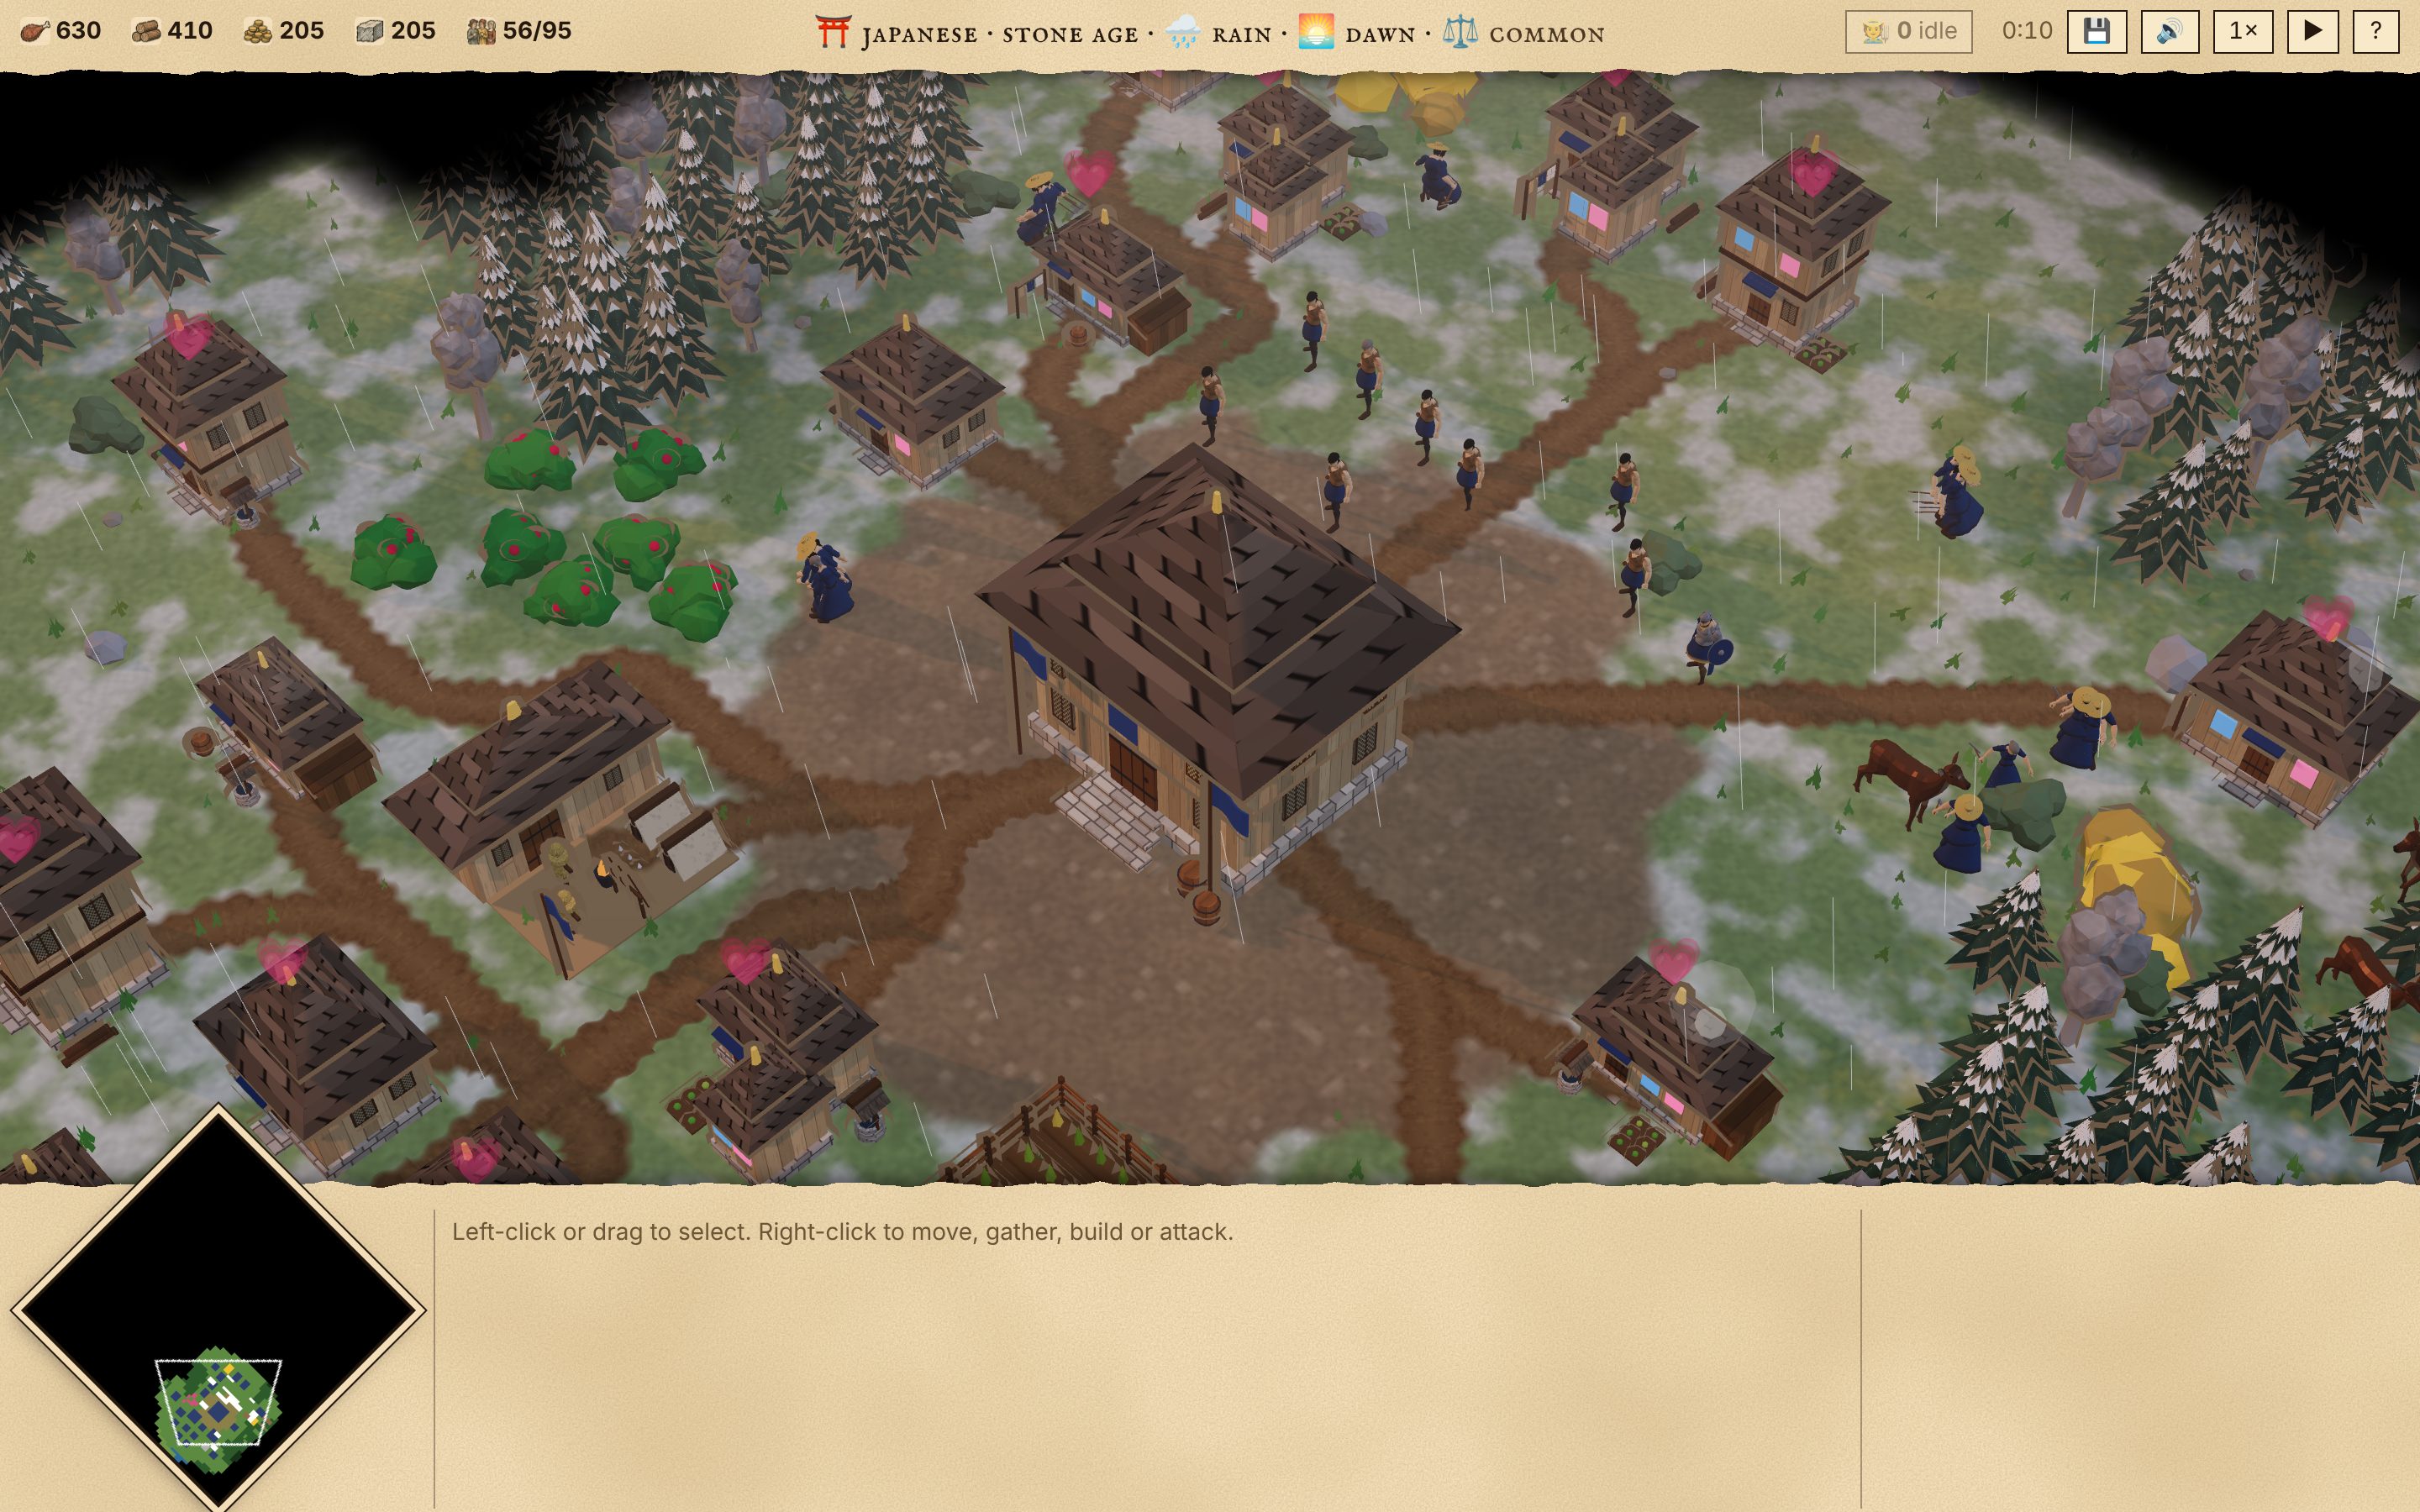 630 410 205 205 56/95
JAPANESE · STONE AGE · RAIN · DAWN · COMMON
0 idle 0:10 1× ?
Left-click or drag to select. Right-click to move, gather, build or attack.